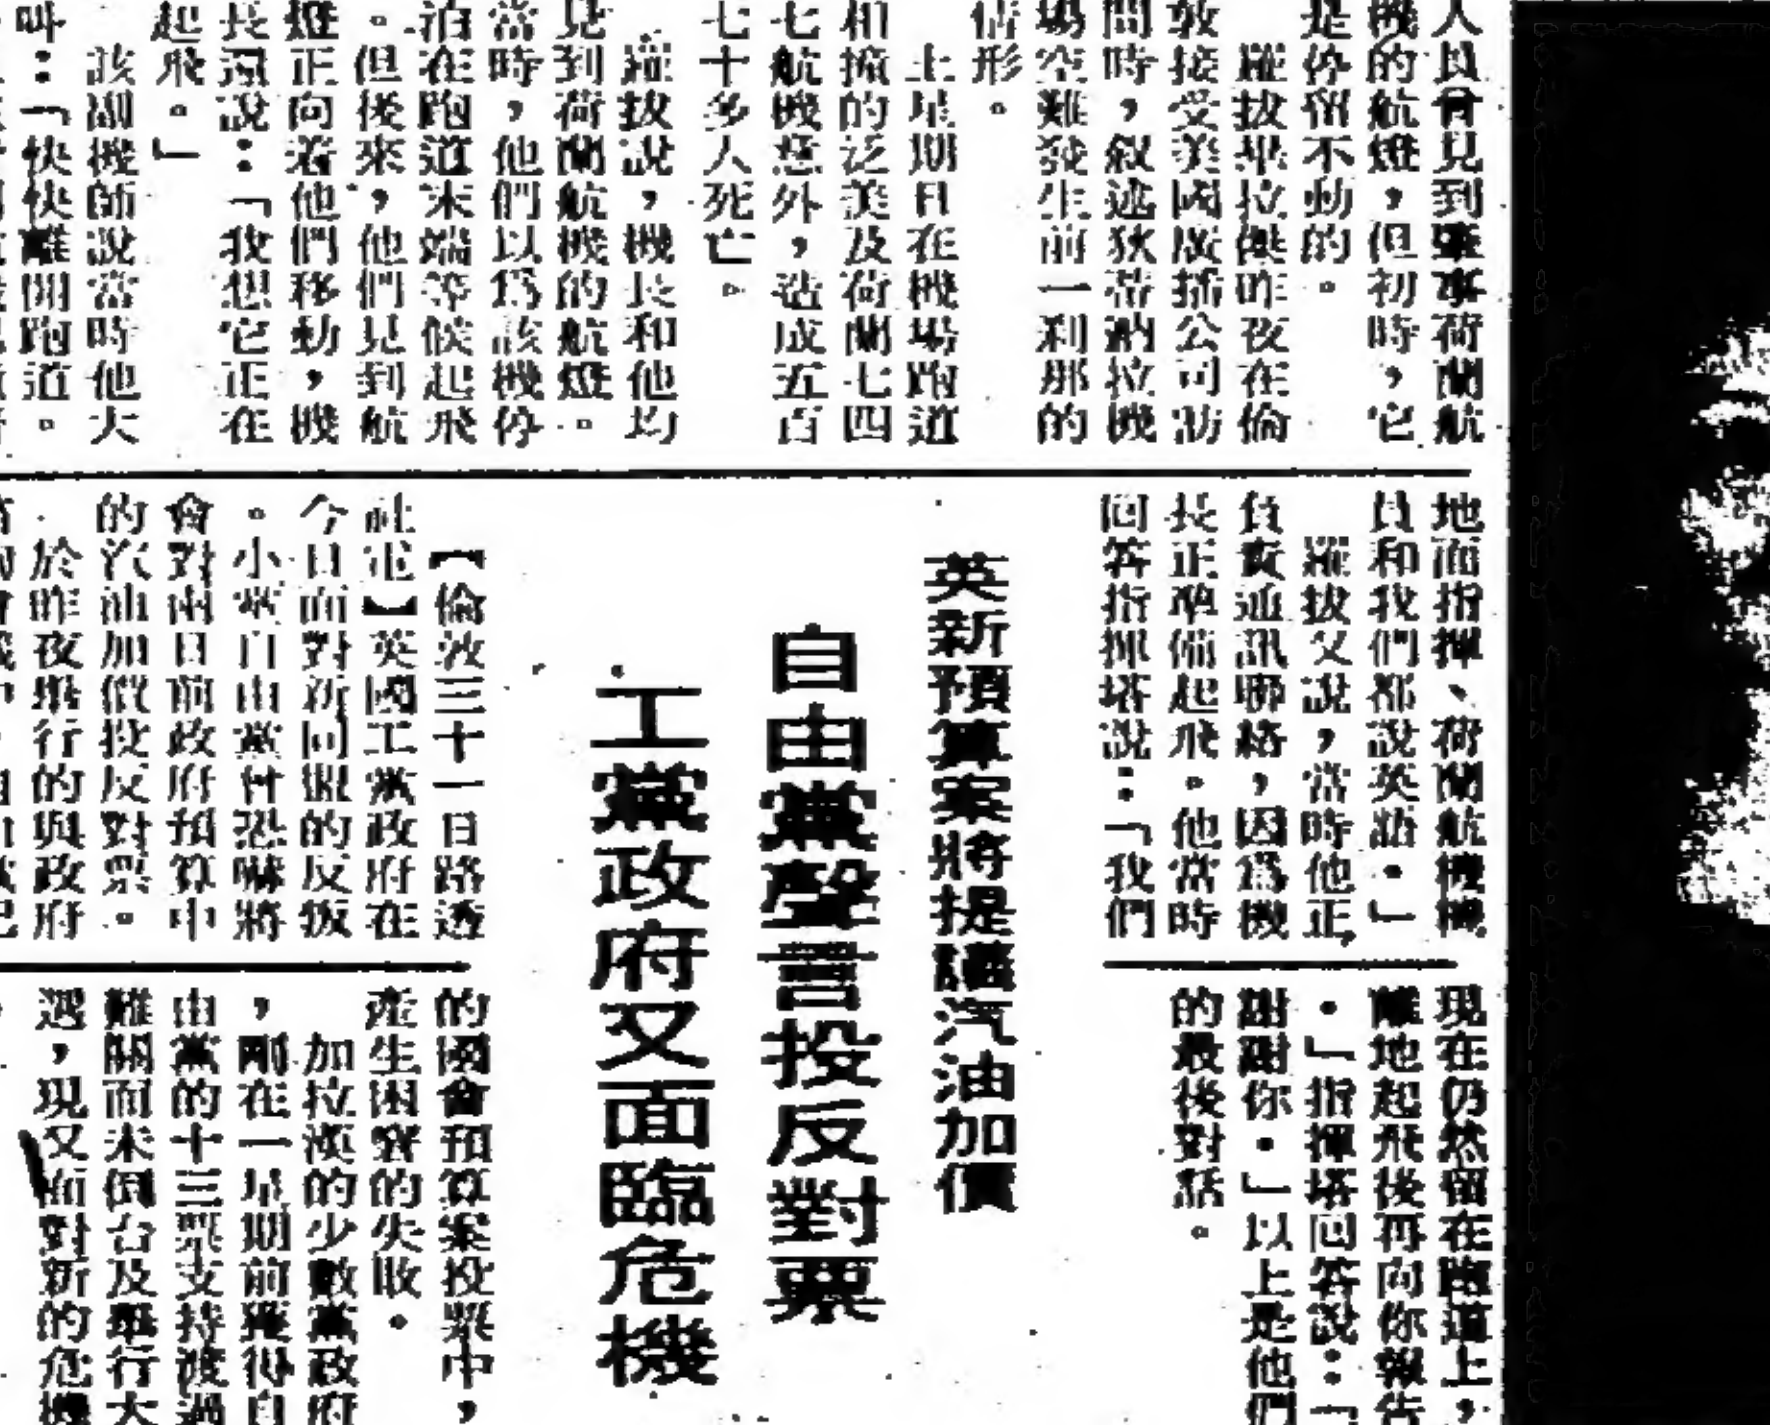 人員曾見到肇事荷蘭航
機的航燈，但初時，它
是停留不動的。
羅拔畢拉傑昨夜在倫
敦接受美國廣播公司訪
問時，敘述狄蒂訥拉機
場空難發生前一剎那的
情形。
上星期日在機場跑道
相撞的泛美及荷蘭七四
七航機意外，造成五百
七十多人死亡。
羅拔說，機長和他均
見到荷蘭航機的航燈。
當時，他們以爲該機停
泊在跑道末端等候起飛
。但後來，他們見到航
燈正向着他們移動，機
長還說：「我想它正在
起飛。」
該副機師說當時他大
叫：「快快離開跑道。
地面指揮、荷蘭航機機
員和我們都說英語。」
羅拔又說，當時他正
負責通訊聯絡，因爲機
長正準備起飛。他當時
回答指揮塔說：「我們
現在仍然留在跑道上，
離地起飛後再向你報告
。」指揮塔回答說：「
謝謝你。」以上是他們
的最後對話。
英新預算案將提議汽油加價
自由黨聲言投反對票
工黨政府又面臨危機
【倫敦三十一日路透
社電】英國工黨政府在
今日面對新同盟的反叛
。小黨自由黨恐嚇將
會對兩日前政府預算中
的汽油加價投反對票。
於昨夜舉行的與政府
的國會預算案投票中，
產生困窘的失敗。
加拉漢的少數黨政府
，剛在一星期前獲得自
由黨的十三票支持渡過
難關而未倒台及舉行大
選，現又面對新的危機